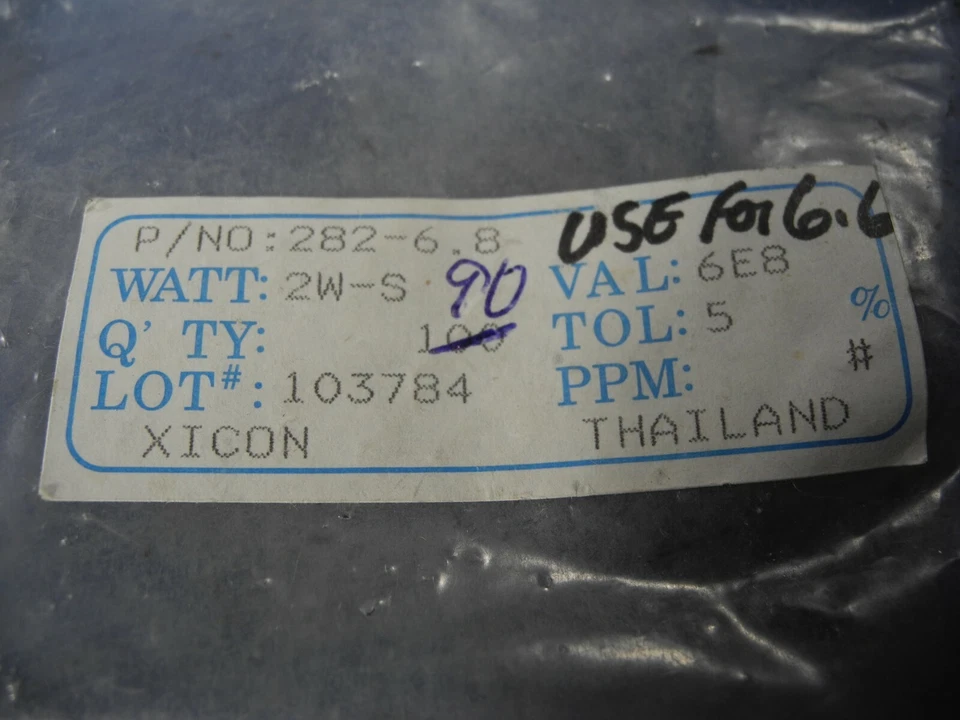 USE For 6.6
P/NO: 282-6.8
WATT: 2W-S VAL: 6E8
90
Q' TY: 100 TOL: 5 %
LOT#: 103784 PPM: #
XICON THAILAND